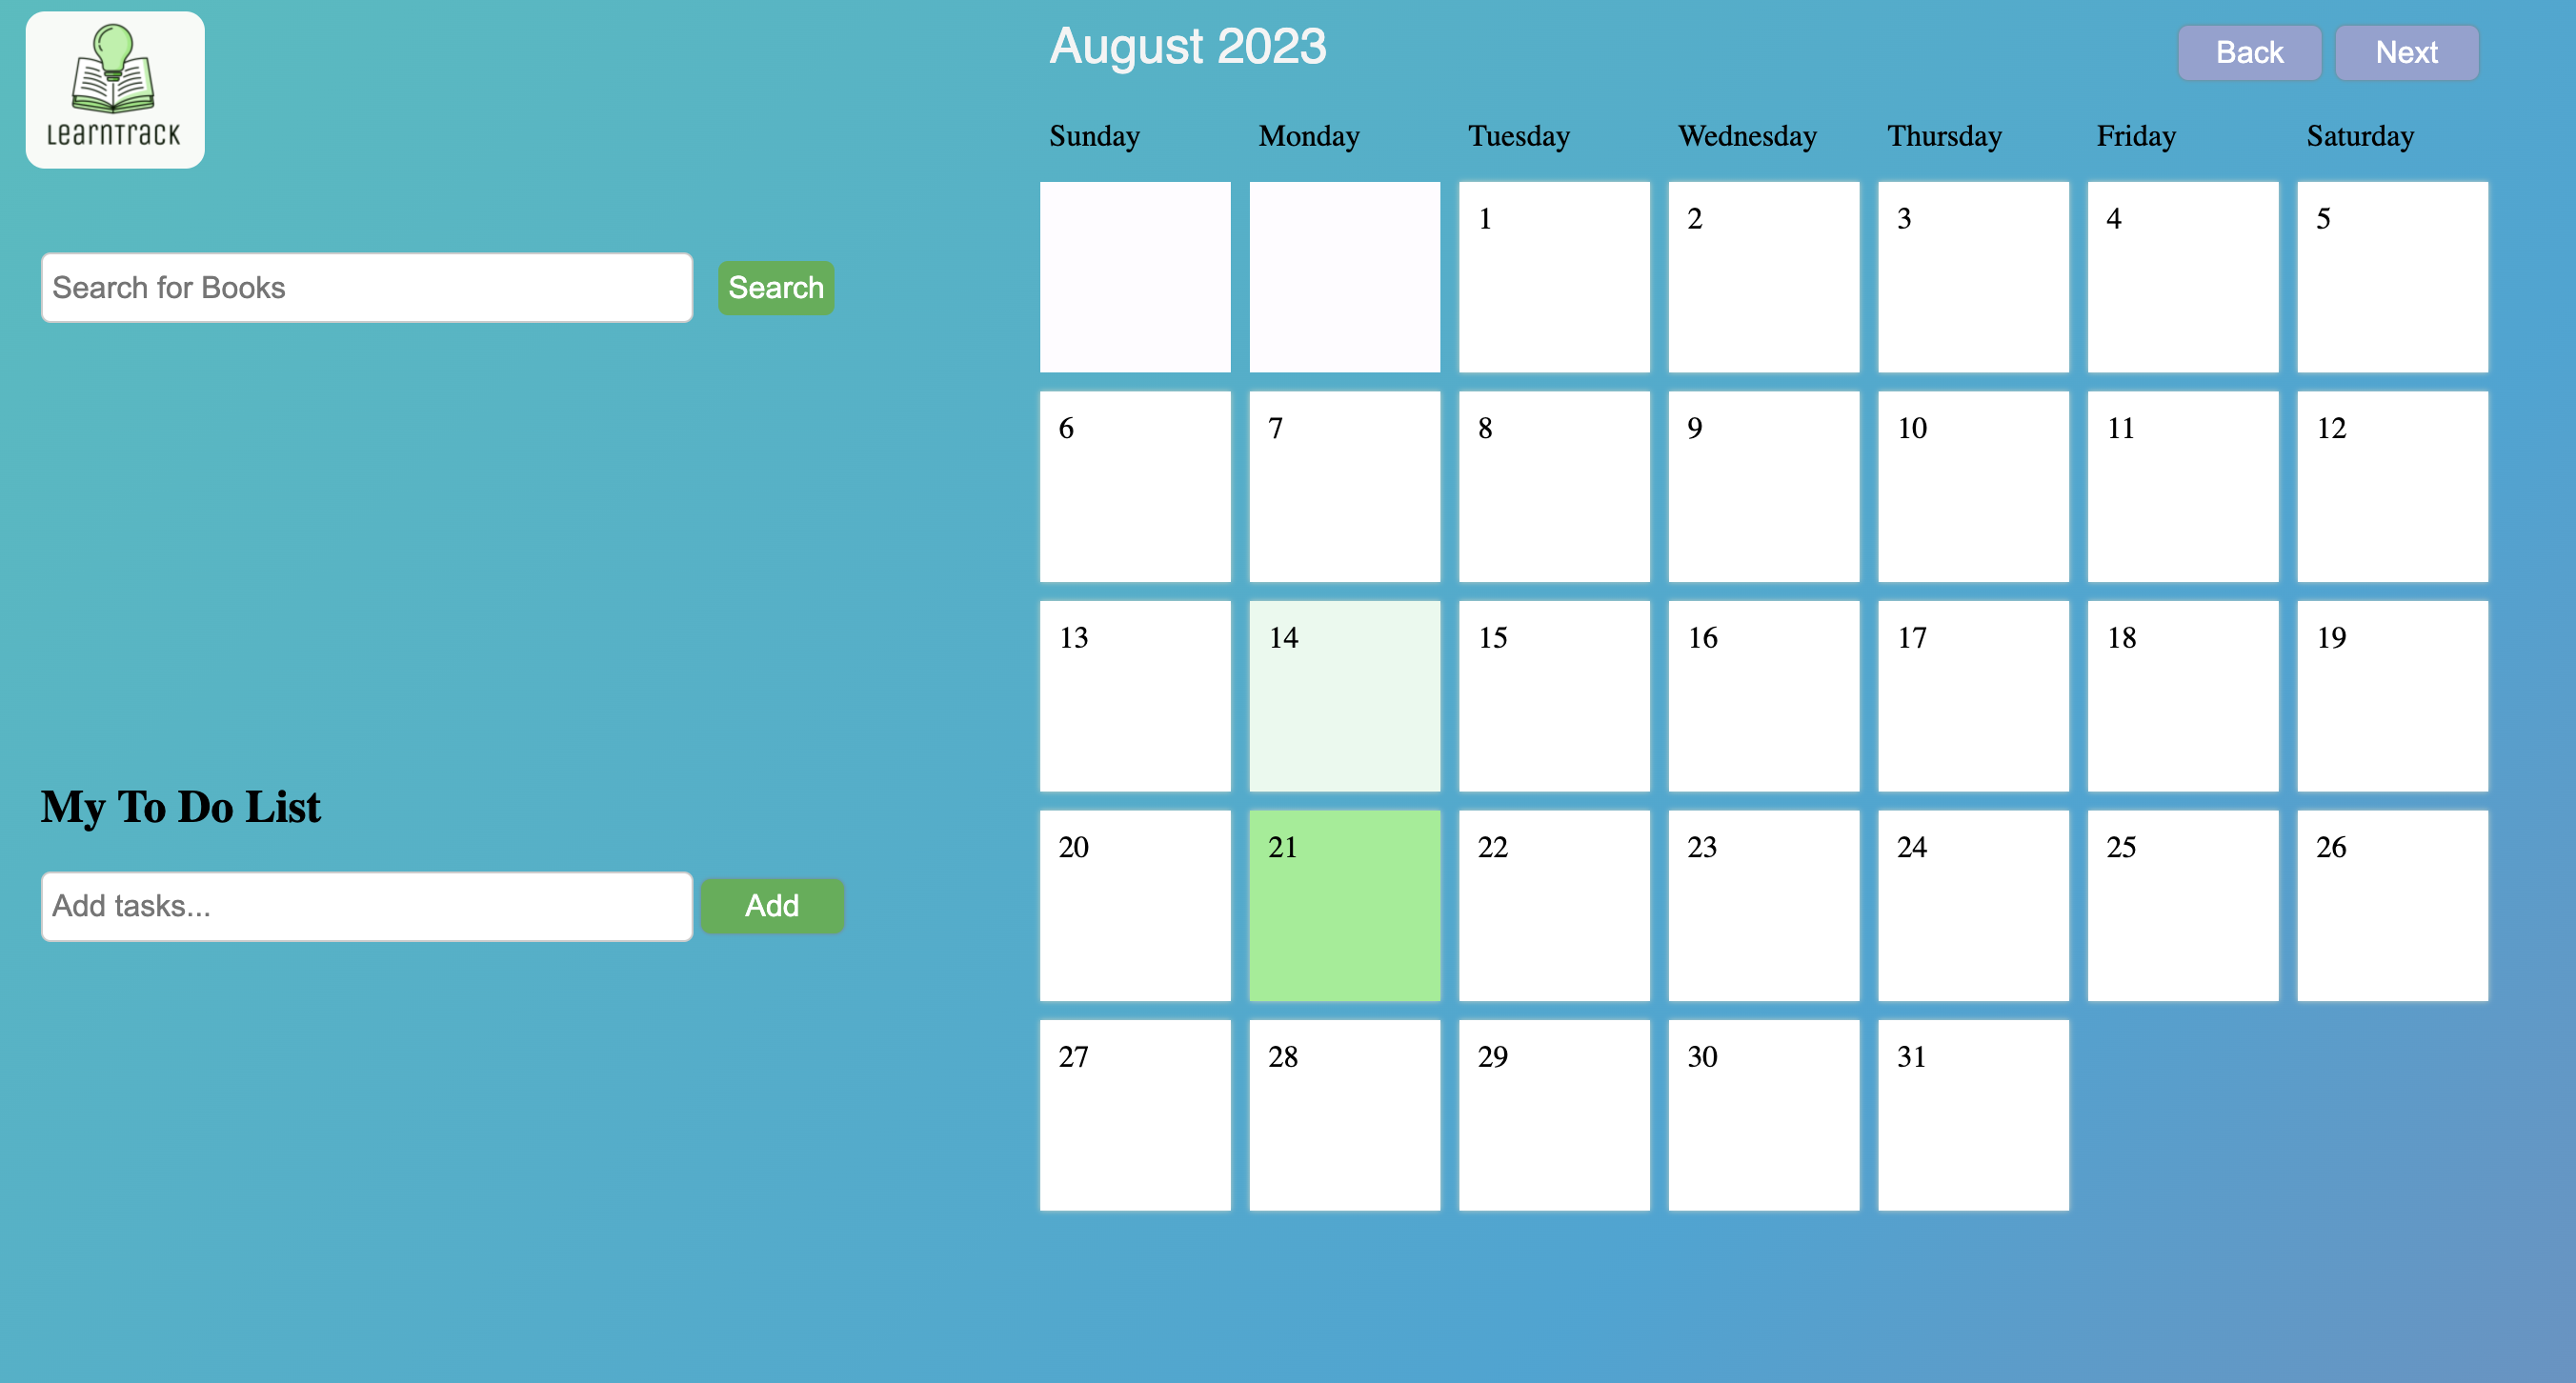 LearnTrack
Search for Books
Search
My To Do List
Add tasks...
Add
August 2023
Back
Next
Sunday Monday Tuesday Wednesday Thursday Friday Saturday
1 2 3 4 5
6 7 8 9 10 11 12
13 14 15 16 17 18 19
20 21 22 23 24 25 26
27 28 29 30 31